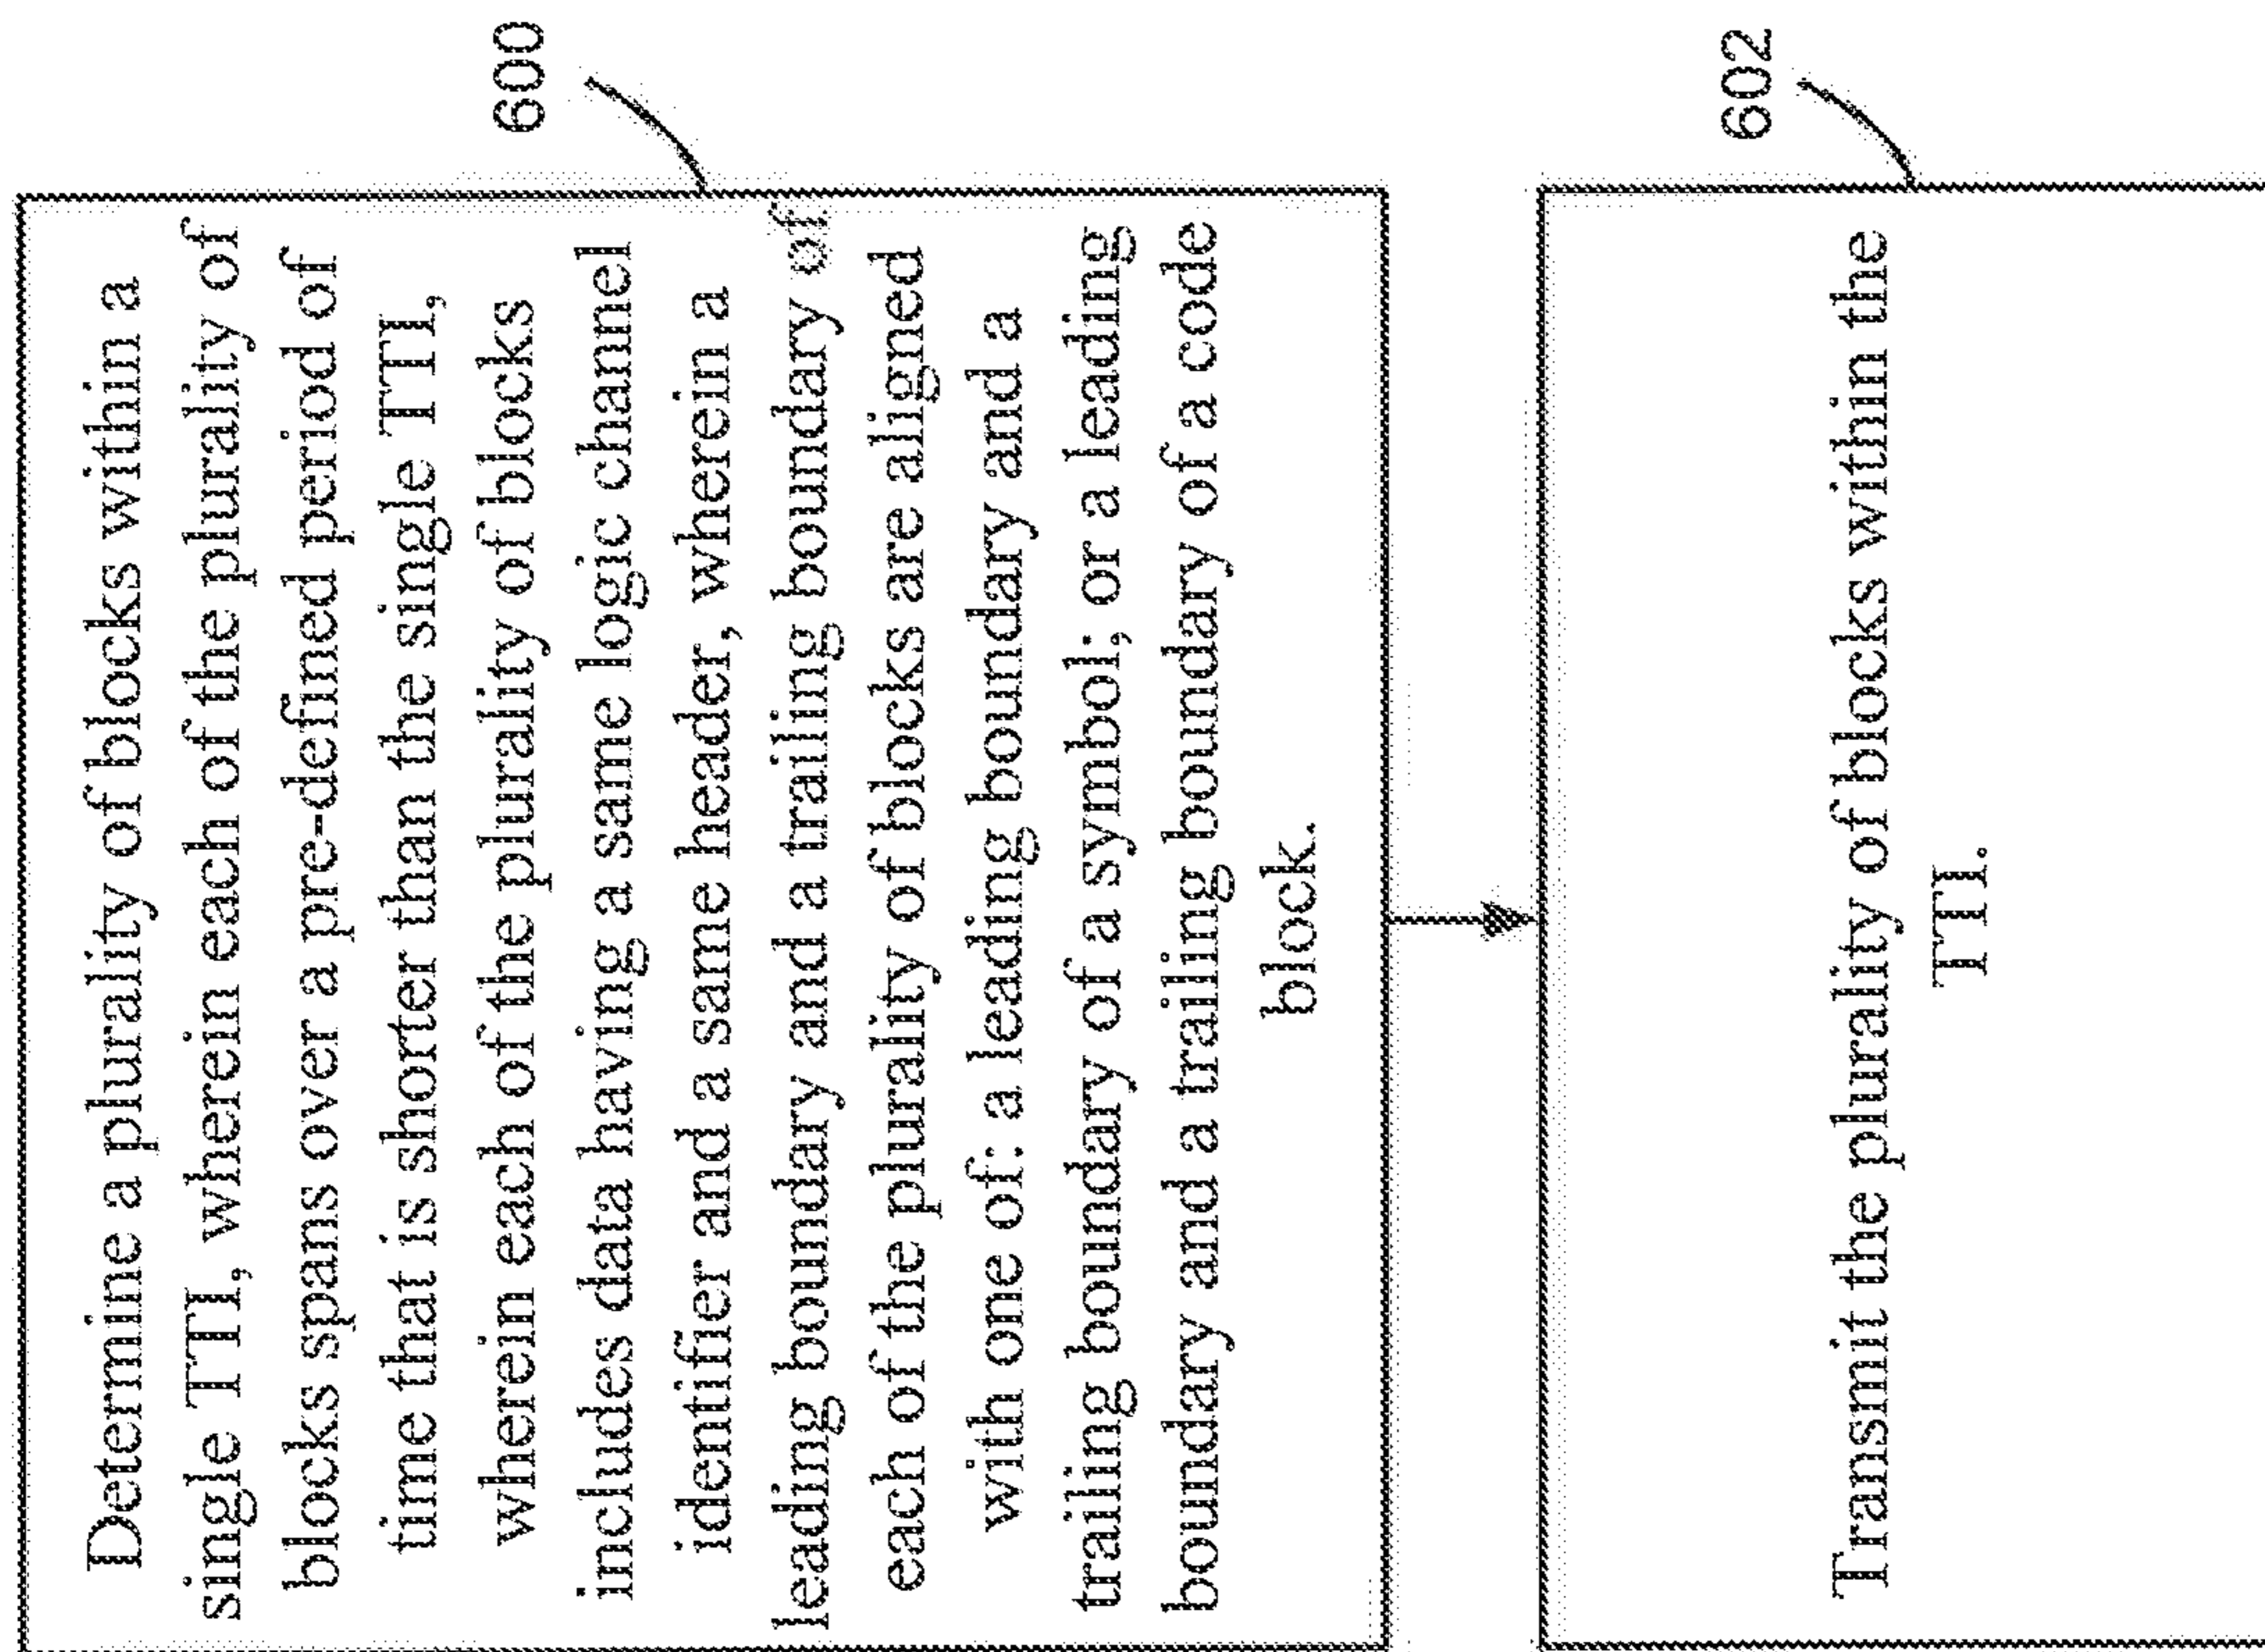 600
Determine a plurality of blocks within a
single TTI, wherein each of the plurality of
blocks spans over a pre-defined period of
time that is shorter than the single TTI,
wherein each of the plurality of blocks
includes data having a same logic channel
identifier and a same header, wherein a
leading boundary and a trailing boundary of
each of the plurality of blocks are aligned
with one of: a leading boundary and a
trailing boundary of a symbol; or a leading
boundary and a trailing boundary of a code
block.
602
Transmit the plurality of blocks within the
TTI.